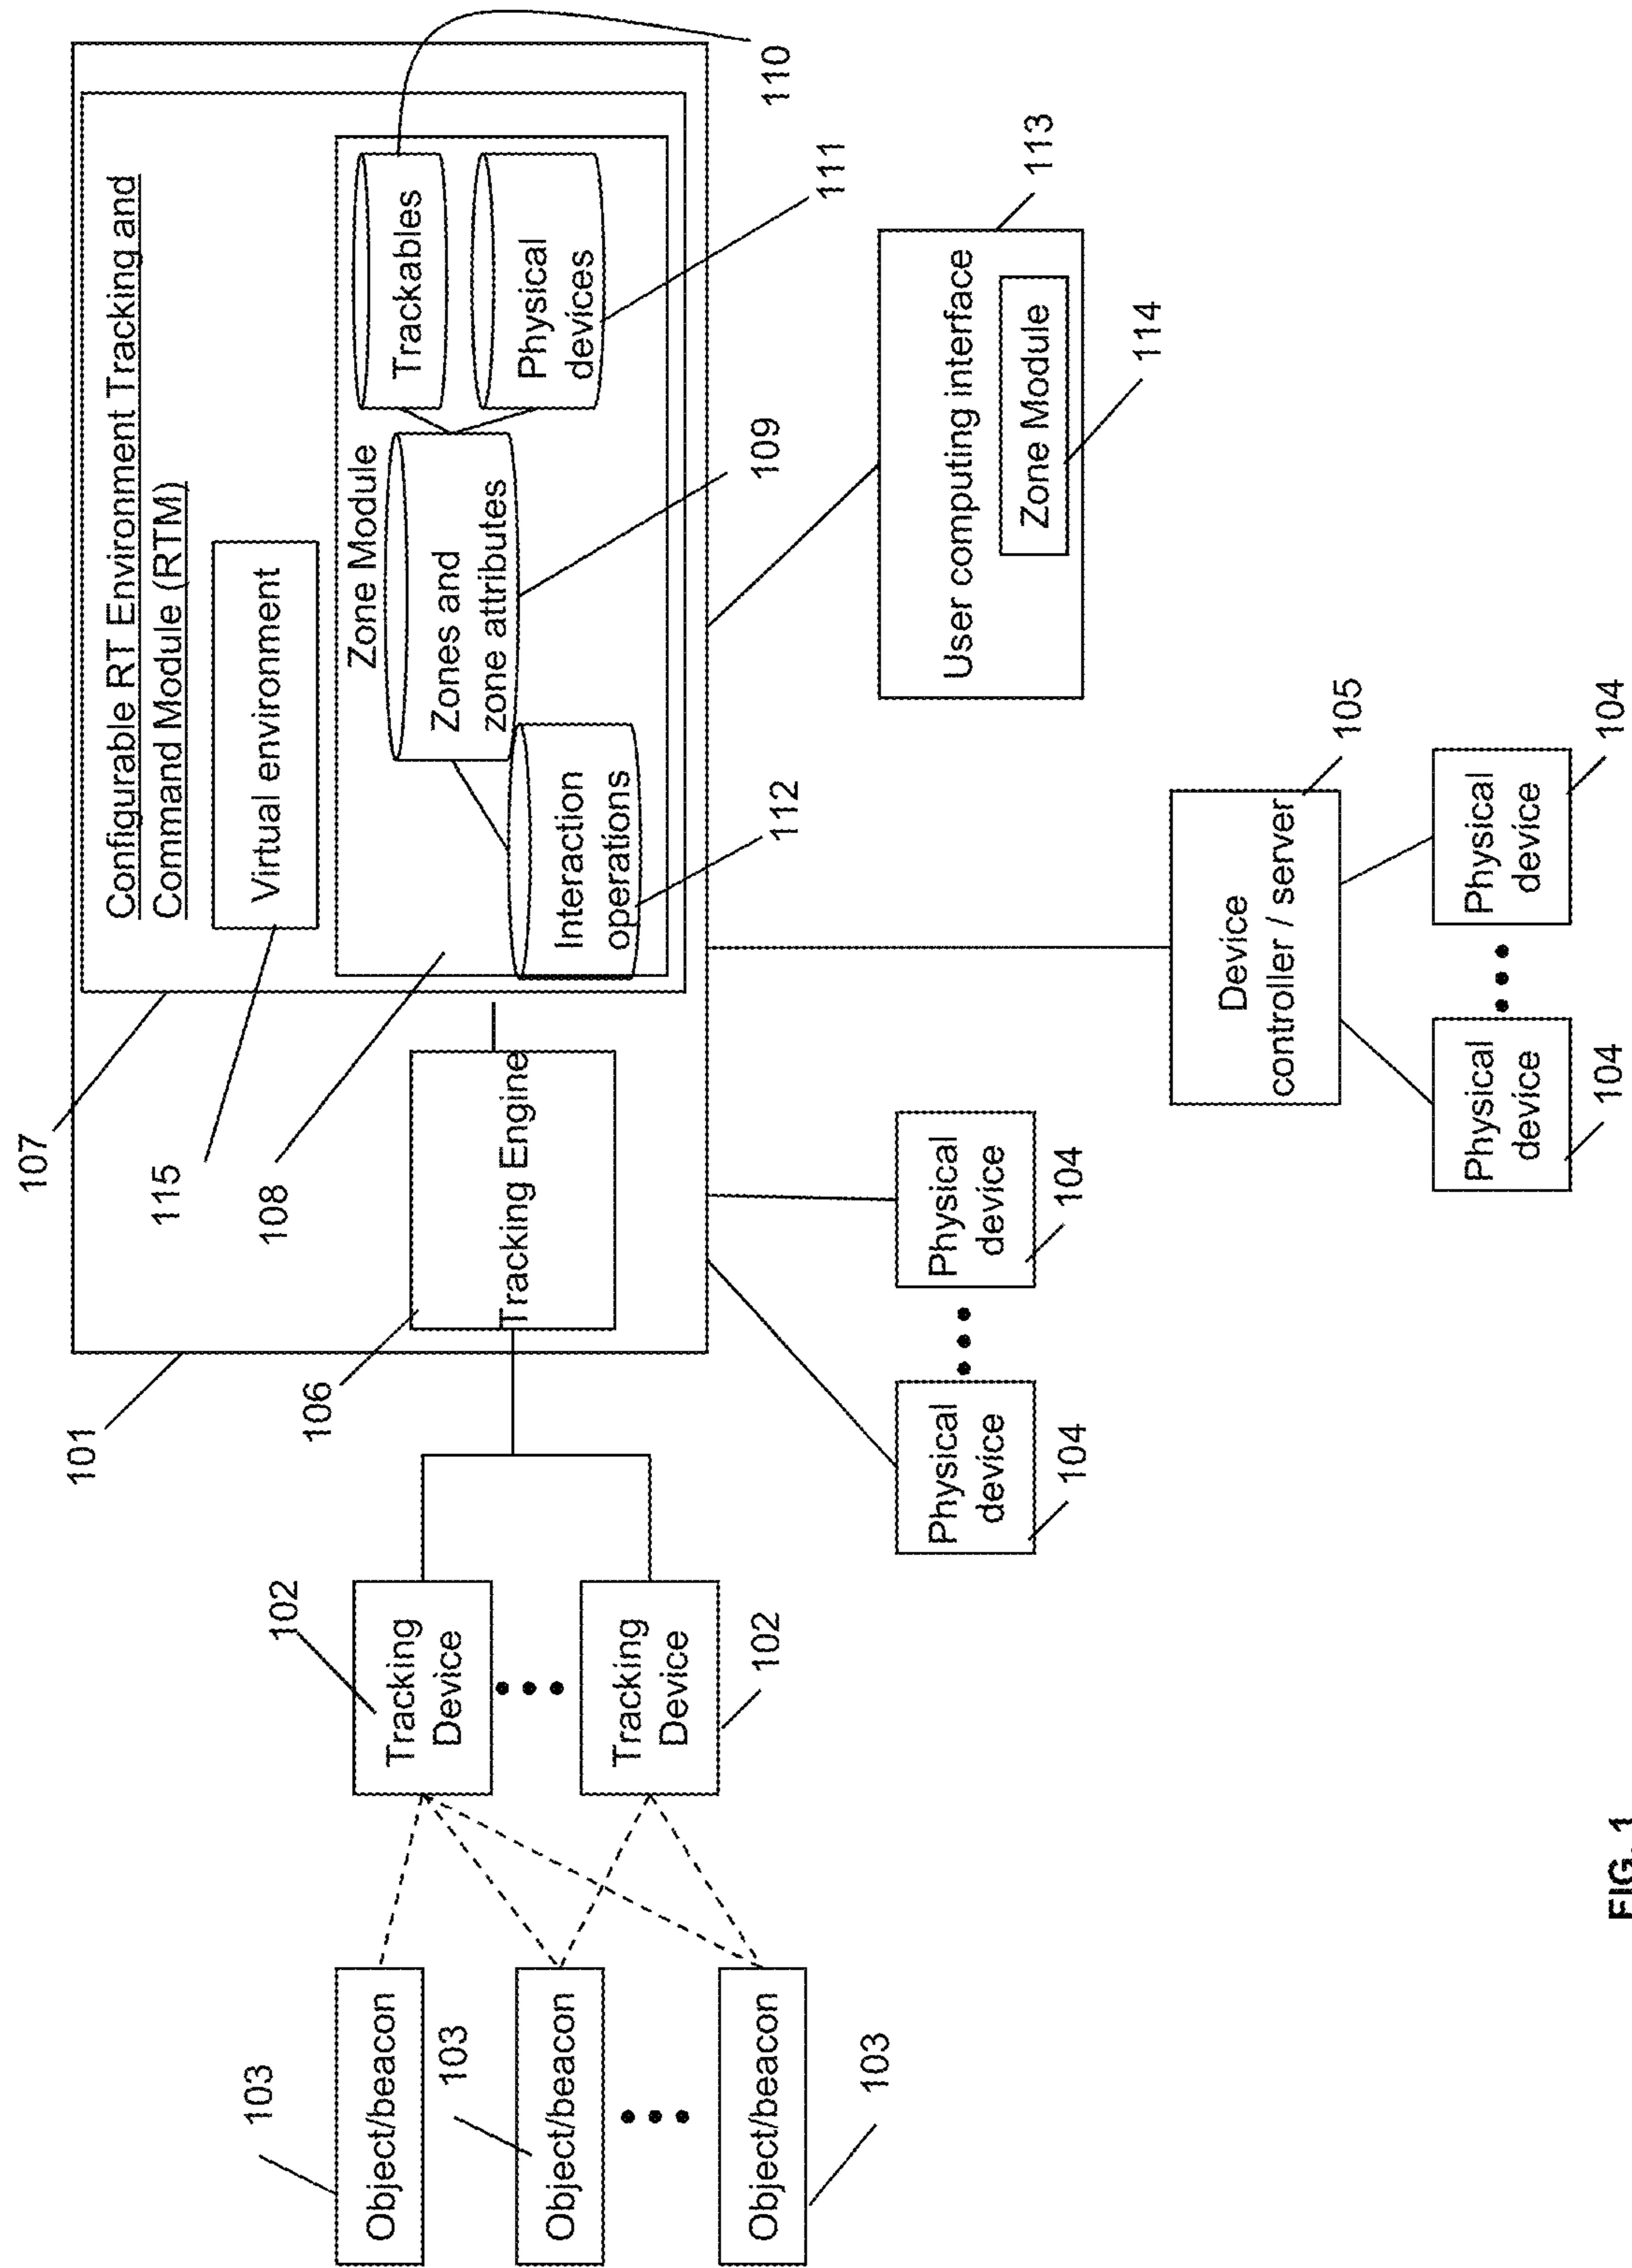 107
115
108
101
106
Configurable RT Environment Tracking and
Command Module (RTM)
Virtual environment
Zone Module
Zones and
zone attributes
Trackables
Physical
devices
Interaction
operations
Tracking Engine
110
111
109
112
102
Tracking
Device
Tracking
Device
102
103
Object/beacon
103
Object/beacon
Object/beacon
103
Physical
device
104
Physical
device
104
Device
controller / server
105
Physical
device
104
Physical
device
104
User computing interface
Zone Module
113
114
FIG. 1